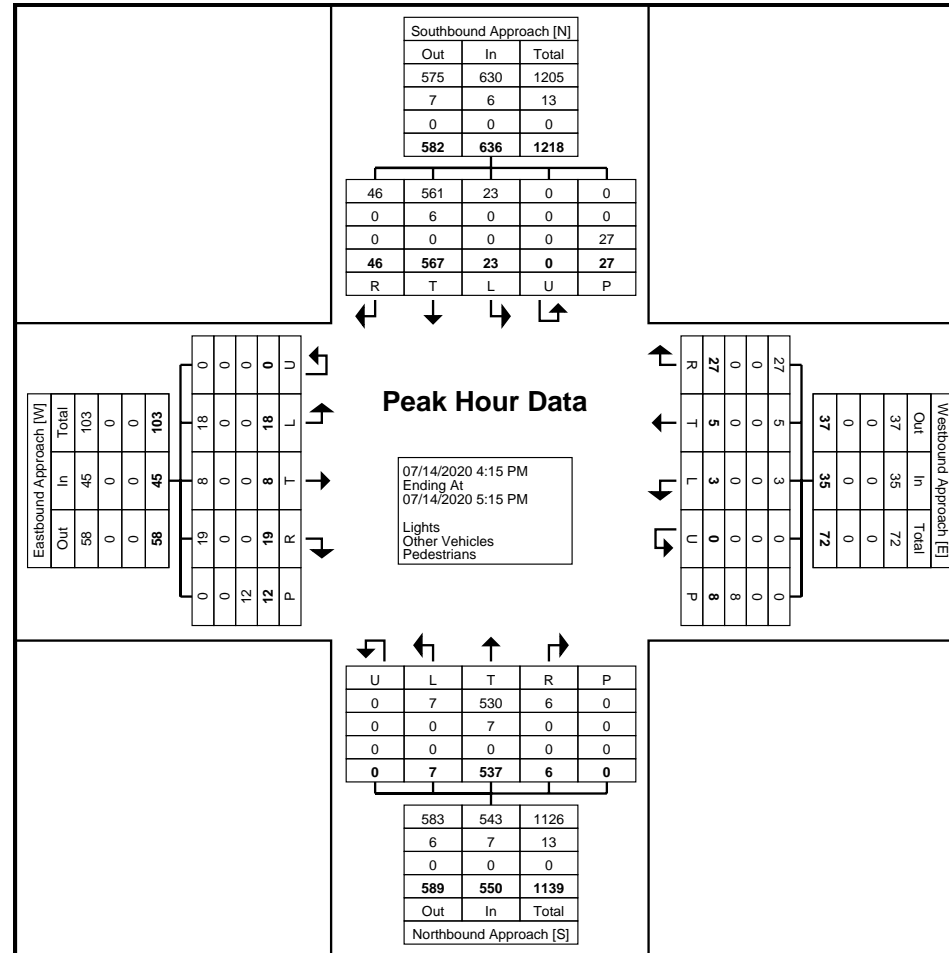 Southbound Approach [N]
Out In Total
575 630 1205
7 6 13
0 0 0
582 636 1218
46 561 23 0 0
0 6 0 0 0
0 0 0 0 27
46 567 23 0 27
R T L U P
Eastbound Approach [W]
Total 103 0 0 103
In 45 0 0 45
Out 58 0 0 58
0 0 0 0 U
18 0 0 18 L
8 0 0 8 T
19 0 0 19 R
0 0 12 12 P
Peak Hour Data
07/14/2020 4:15 PM
Ending At
07/14/2020 5:15 PM
Lights
Other Vehicles
Pedestrians
R 27 0 0 27
T 5 0 0 5
L 3 0 0 3
U 0 0 0 0
P 8 8 0 0
Westbound Approach [E]
Out 37 0 0 37
In 35 0 0 35
Total 72 0 0 72
U L T R P
0 7 530 6 0
0 0 7 0 0
0 0 0 0 0
0 7 537 6 0
583 543 1126
6 7 13
0 0 0
589 550 1139
Out In Total
Northbound Approach [S]